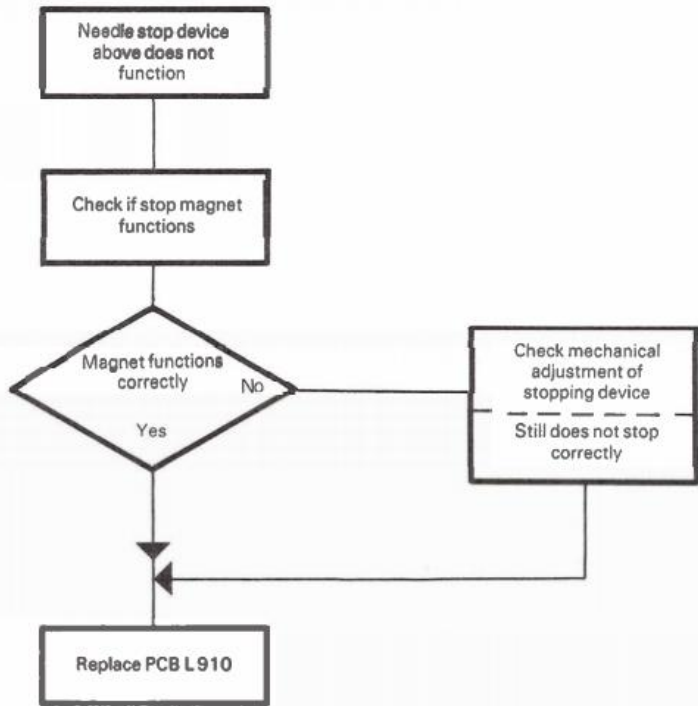 Needle stop device
above does not
function
Check if stop magnet
functions
Magnet functions
correctly
No
Yes
Check mechanical
adjustment of
stopping device
Still does not stop
correctly
Replace PCB L 910